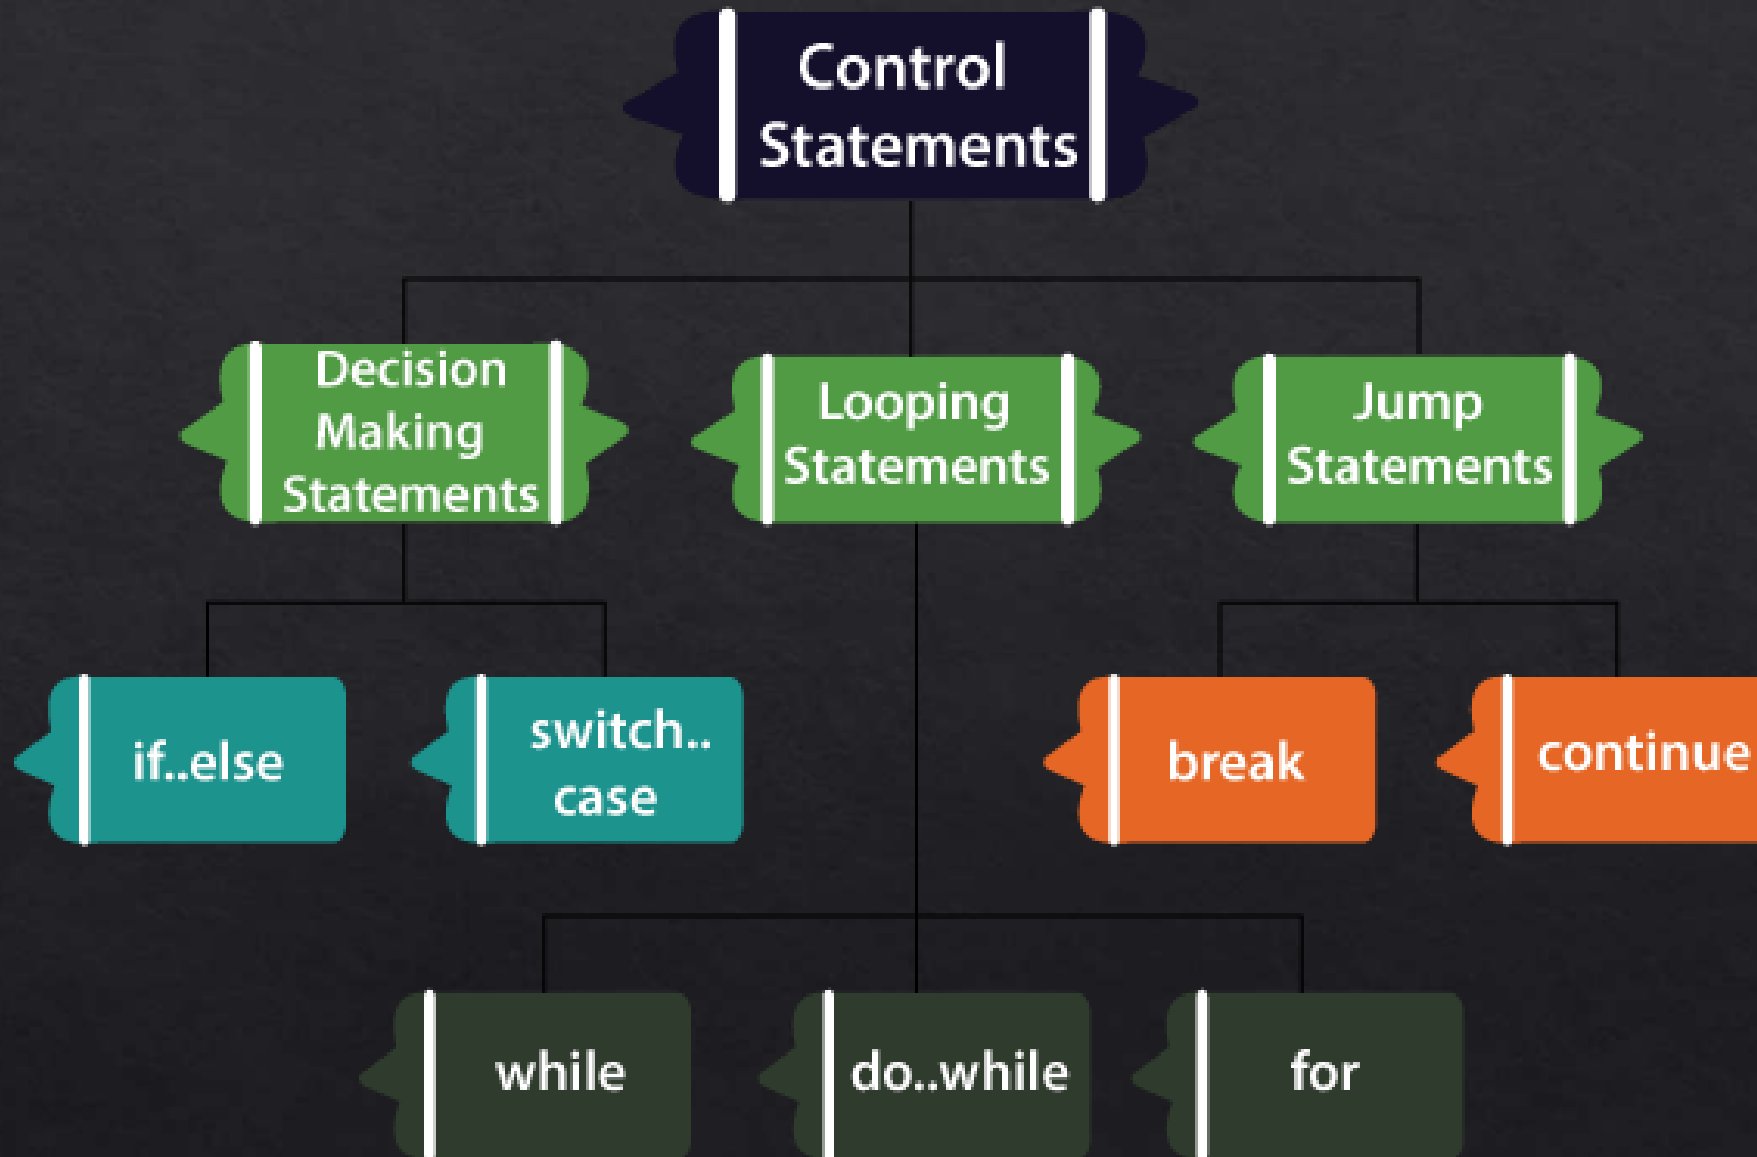 Control
Statements
Decision
Making
Statements
Looping
Statements
Jump
Statements
if..else
switch..
case
break
continue
while
do..while
for